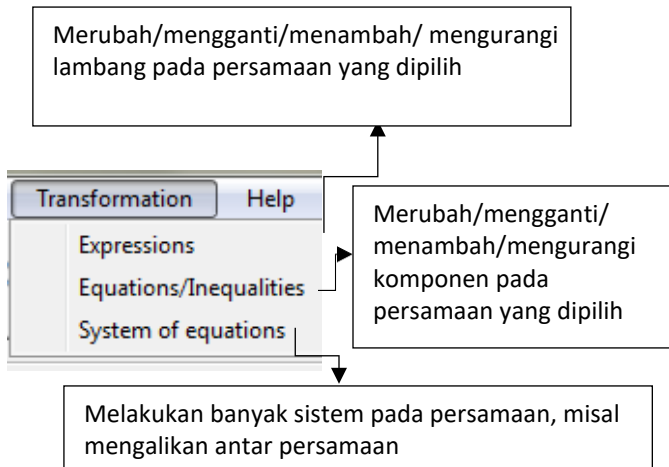 Merubah/mengganti/menambah/ mengurangi
lambang pada persamaan yang dipilih
Transformation Help
Expressions
Equations/Inequalities
System of equations
Merubah/mengganti/
menambah/mengurangi
komponen pada
persamaan yang dipilih
Melakukan banyak sistem pada persamaan, misal
mengalikan antar persamaan